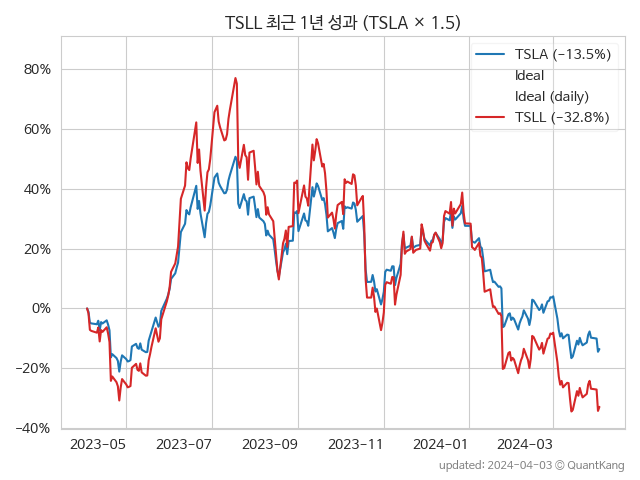 TSLL 최근 1년 성과 (TSLA × 1.5)
TSLA (−13.5%)
Ideal
Ideal (daily)
TSLL (−32.8%)
80%
60%
40%
20%
0%
−20%
−40%
2023−05
2023−07
2023−09
2023−11
2024−01
2024−03
updated: 2024−04−03 © QuantKang